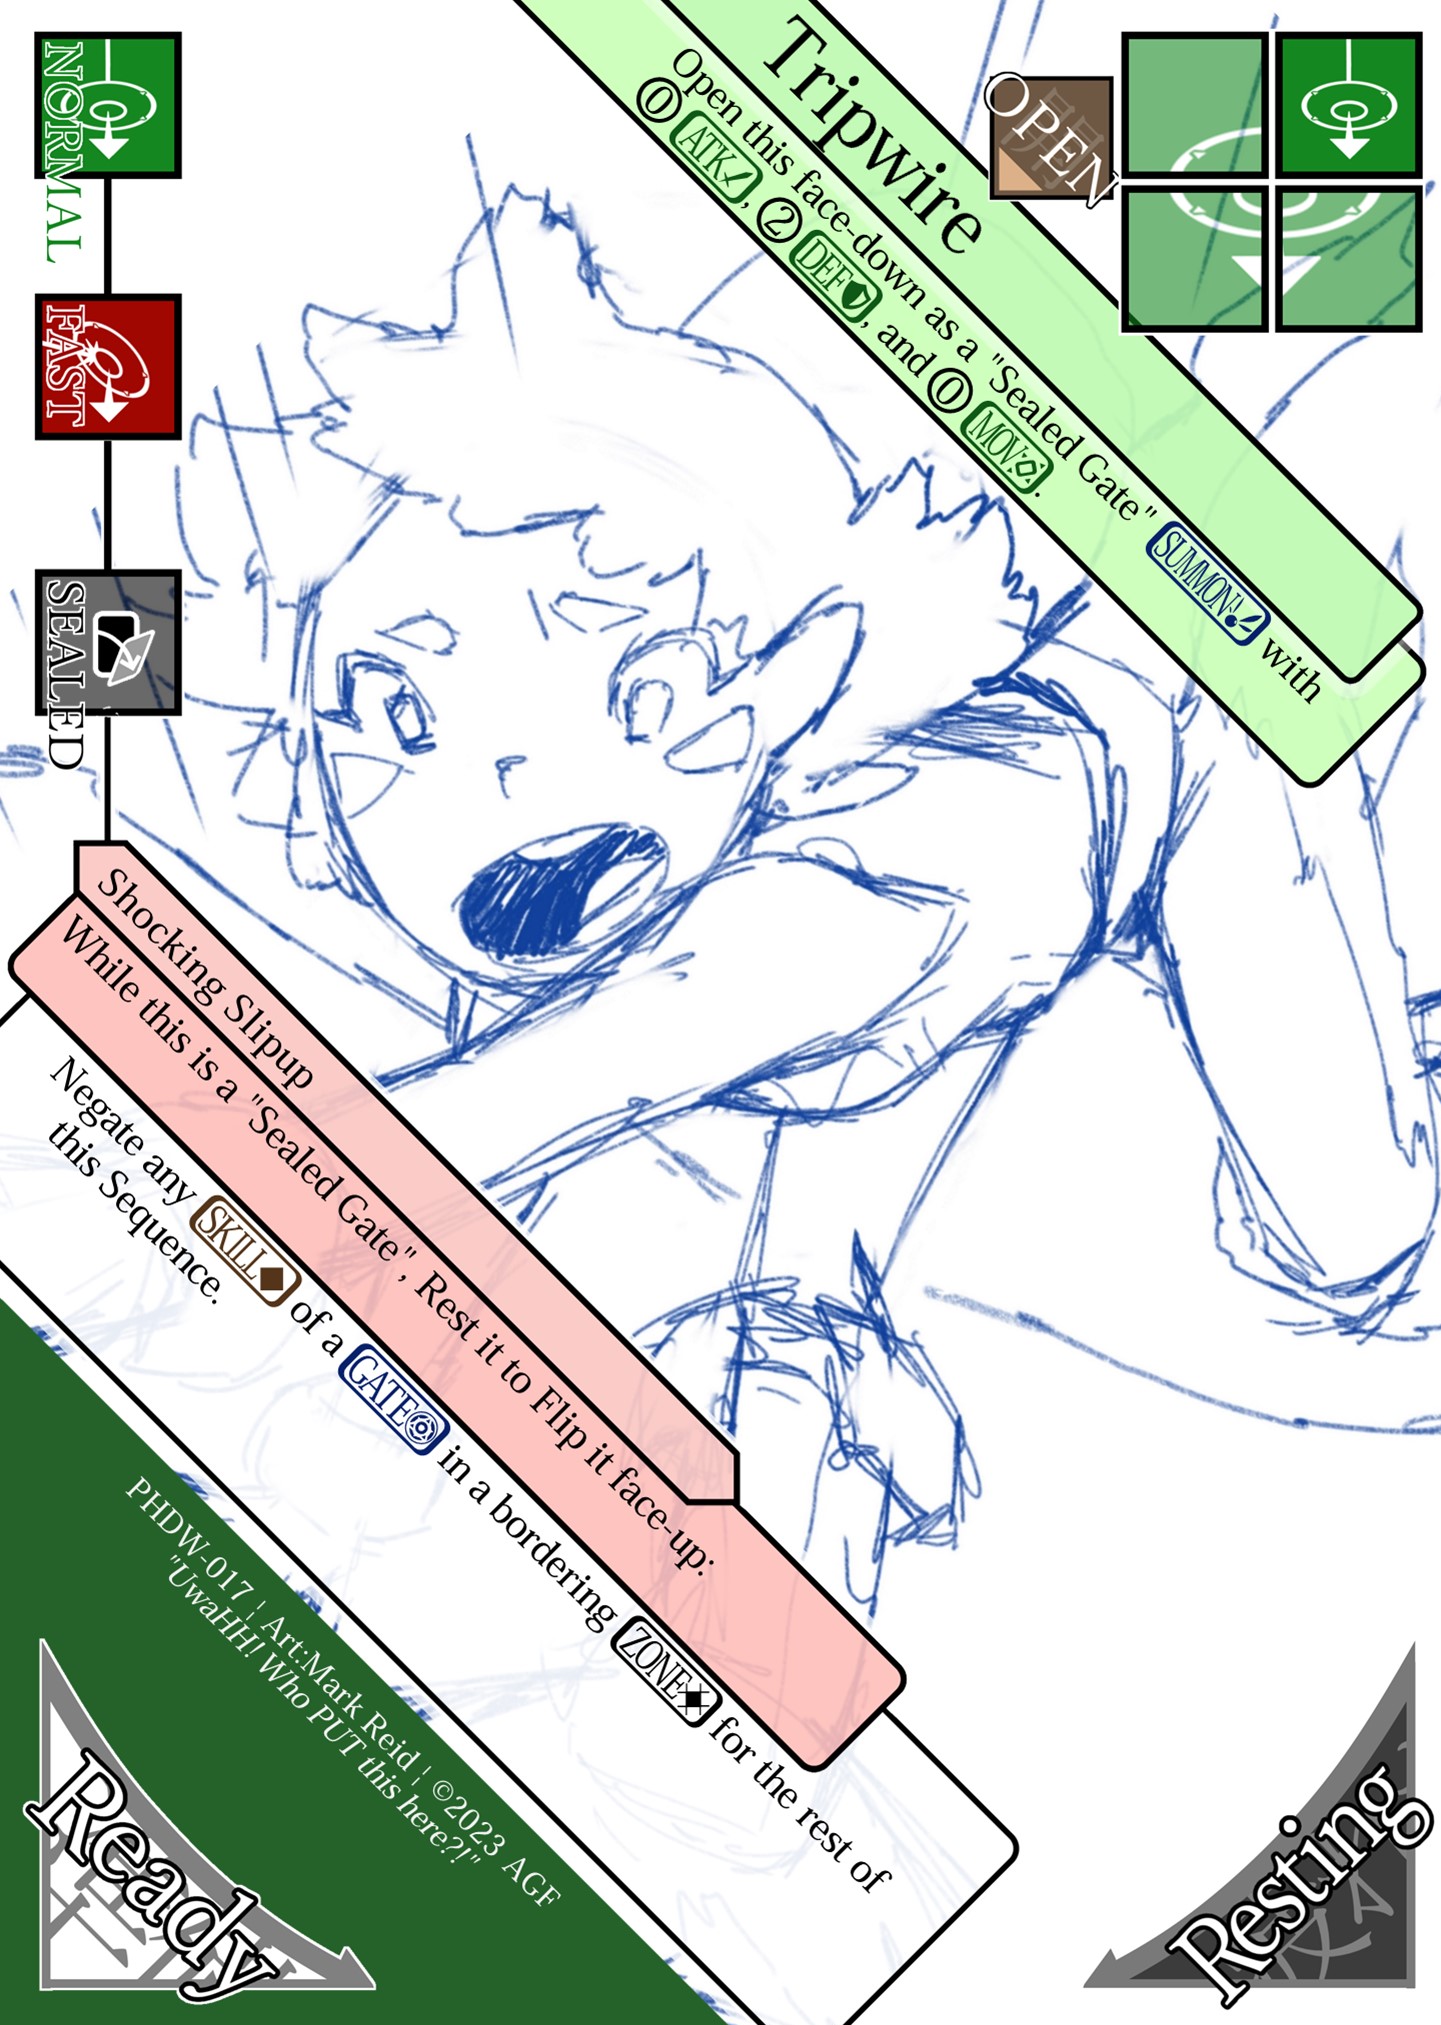 Tripwire
OPEN
Open this face-down as a "Sealed Gate" SUMMON with
0 ATK, 2 DEF, and 0 MOV.
NORMAL
FAST
SEALED
Shocking Slipup
While this is a "Sealed Gate", Rest it to Flip it face-up:
Negate any SKILL of a GATE in a bordering ZONE for the rest of
this Sequence.
PHDW-017 ¦ Art:Mark Reid ¦ ©2023 AGF
"UwaHH! Who PUT this here?!"
Ready
Resting